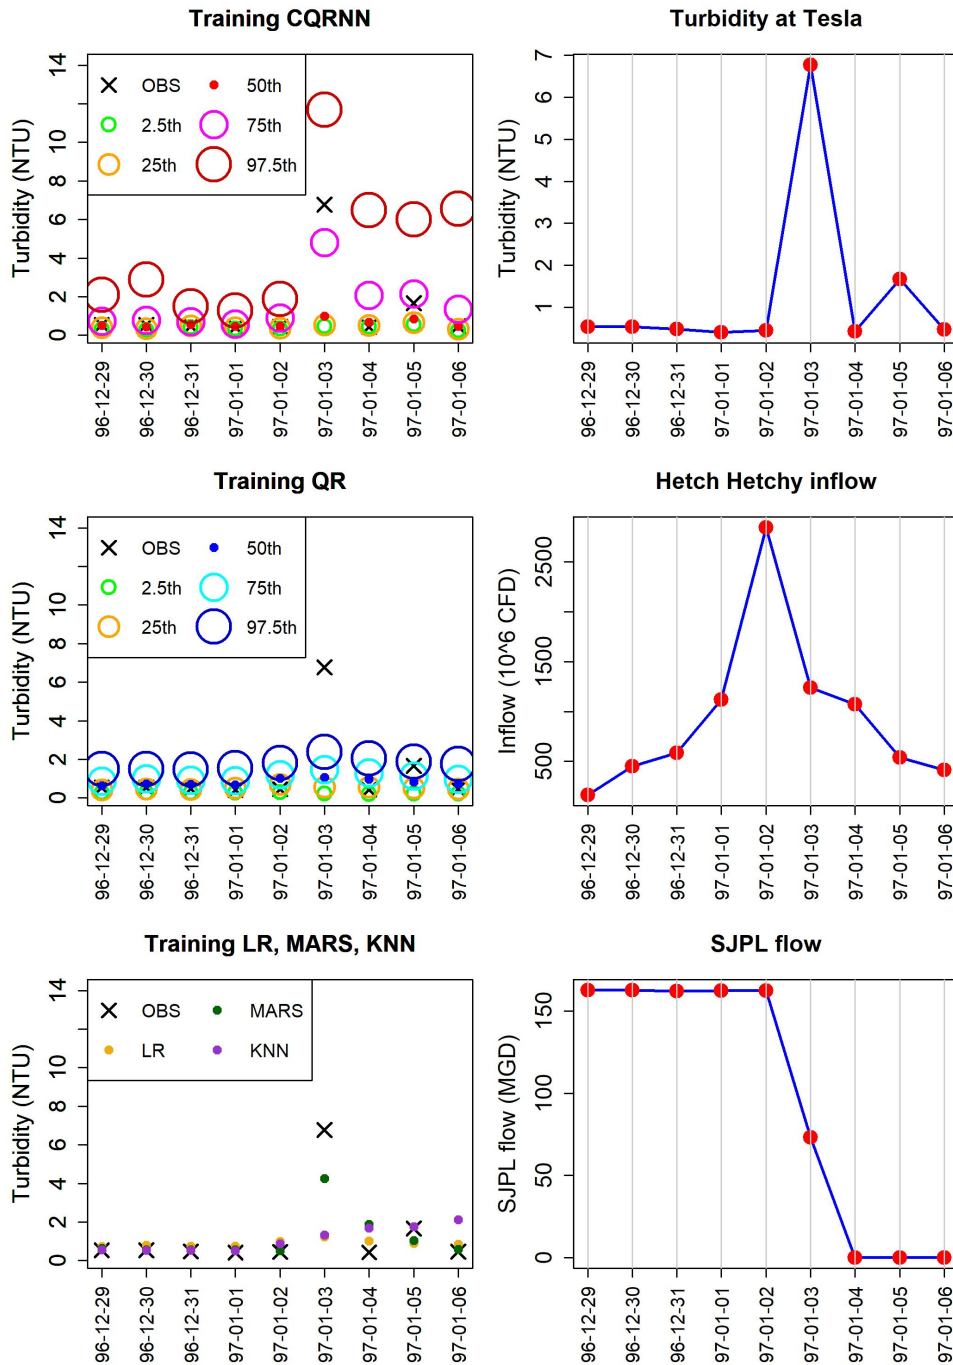 Training CQRNN
Turbidity (NTU)
0 2 4 6 8 10 14
OBS 50th
2.5th 75th
25th 97.5th
96-12-29 96-12-30 96-12-31 97-01-01 97-01-02 97-01-03 97-01-04 97-01-05 97-01-06
Turbidity at Tesla
Turbidity (NTU)
1 2 3 4 5 6 7
96-12-29 96-12-30 96-12-31 97-01-01 97-01-02 97-01-03 97-01-04 97-01-05 97-01-06
Training QR
Turbidity (NTU)
0 2 4 6 8 10 14
OBS 50th
2.5th 75th
25th 97.5th
96-12-29 96-12-30 96-12-31 97-01-01 97-01-02 97-01-03 97-01-04 97-01-05 97-01-06
Hetch Hetchy inflow
Inflow (10^6 CFD)
500 1500 2500
96-12-29 96-12-30 96-12-31 97-01-01 97-01-02 97-01-03 97-01-04 97-01-05 97-01-06
Training LR, MARS, KNN
Turbidity (NTU)
0 2 4 6 8 10 14
OBS MARS
LR KNN
96-12-29 96-12-30 96-12-31 97-01-01 97-01-02 97-01-03 97-01-04 97-01-05 97-01-06
SJPL flow
SJPL flow (MGD)
0 50 100 150
96-12-29 96-12-30 96-12-31 97-01-01 97-01-02 97-01-03 97-01-04 97-01-05 97-01-06